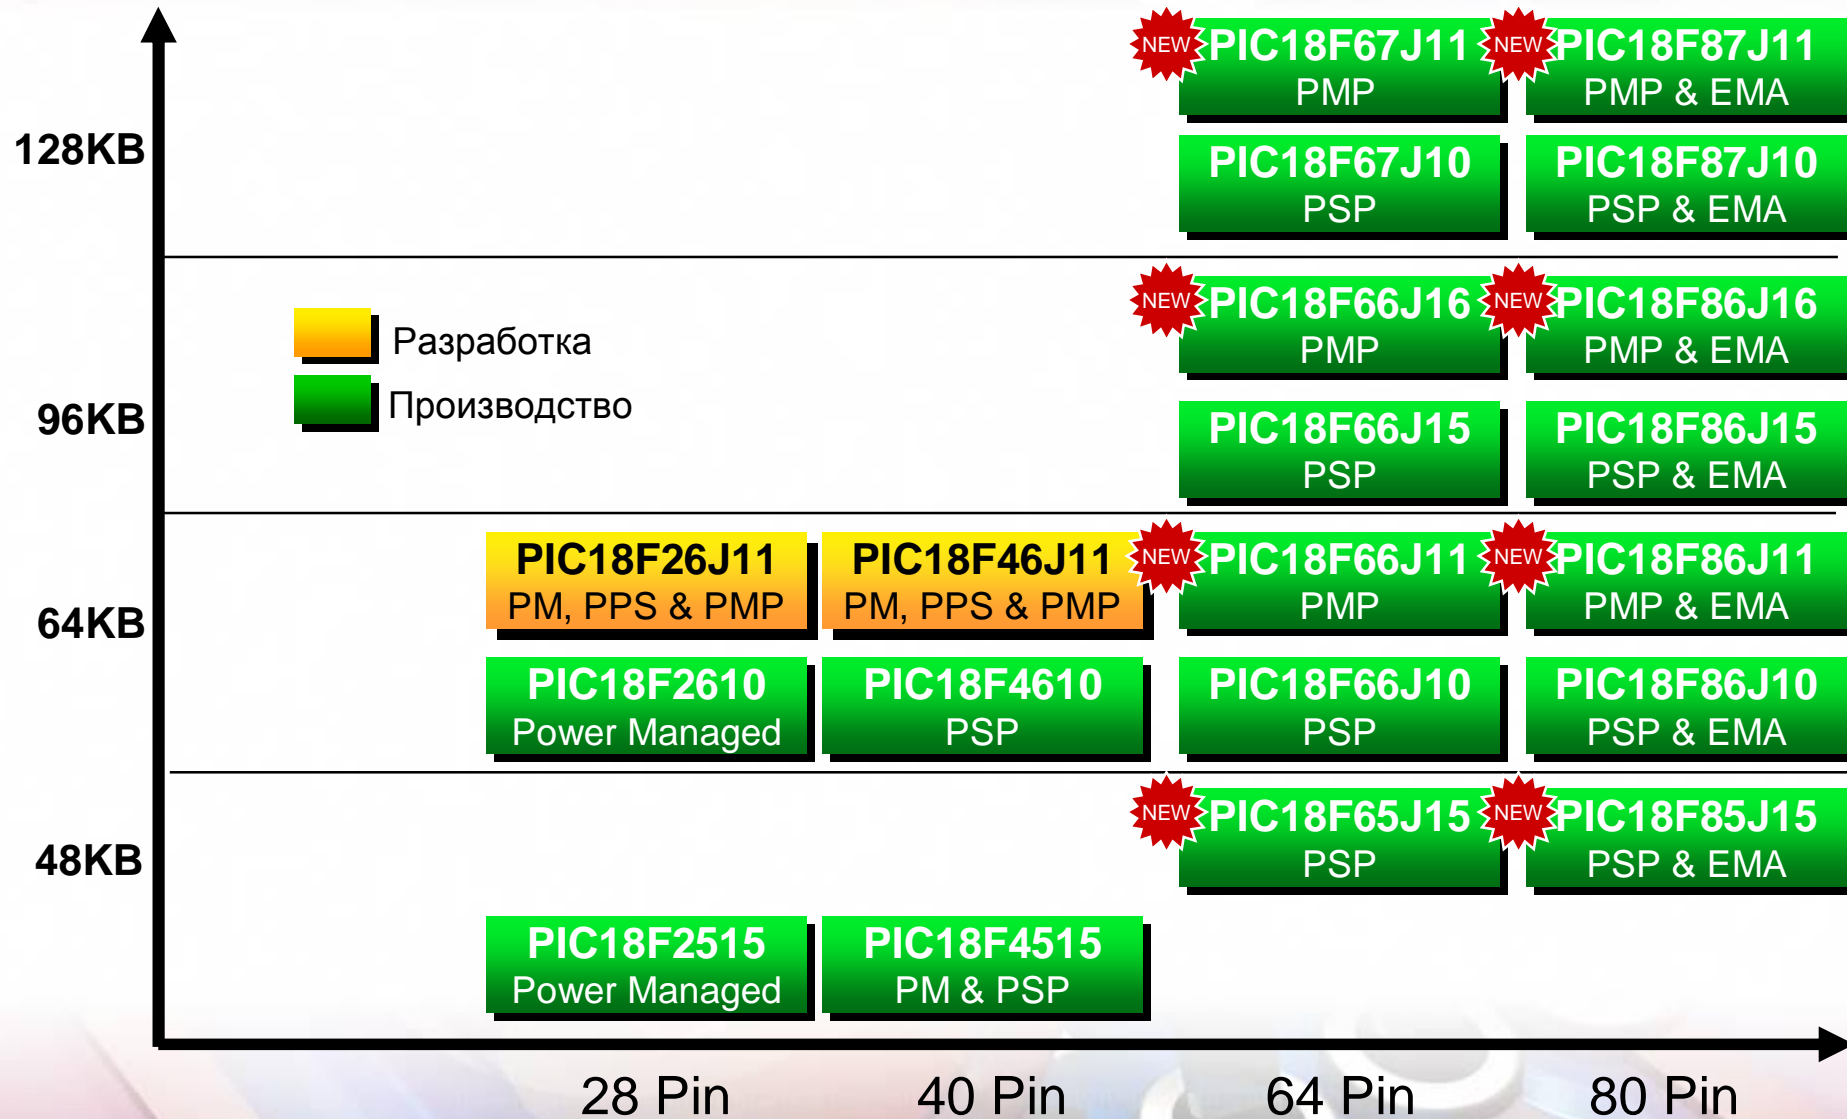 NEW PIC18F67J11 NEW PIC18F87J11
PMP PMP & EMA
128KB
PIC18F67J10 PIC18F87J10
PSP PSP & EMA
NEW PIC18F66J16 NEW PIC18F86J16
PMP PMP & EMA
Разработка
Производство
96KB
PIC18F66J15 PIC18F86J15
PSP PSP & EMA
PIC18F26J11 PIC18F46J11 NEW PIC18F66J11 NEW PIC18F86J11
PM, PPS & PMP PM, PPS & PMP PMP PMP & EMA
64KB
PIC18F2610 PIC18F4610 PIC18F66J10 PIC18F86J10
Power Managed PSP PSP PSP & EMA
NEW PIC18F65J15 NEW PIC18F85J15
PSP PSP & EMA
48KB
PIC18F2515 PIC18F4515
Power Managed PM & PSP
28 Pin 40 Pin 64 Pin 80 Pin